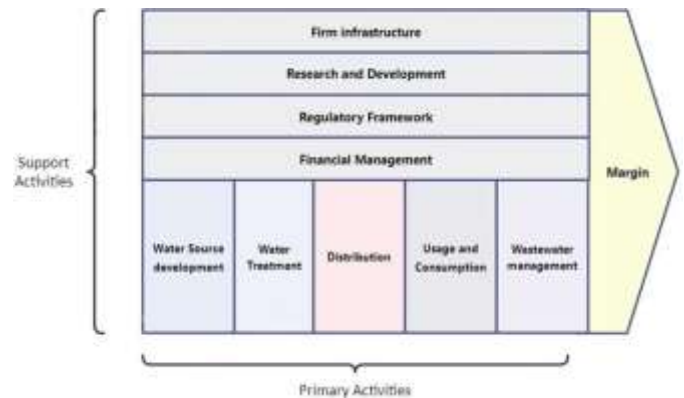 Firm infrastructure
Research and Development
Regulatory Framework
Financial Management
Support
Activities
Margin
Water Source
development
Water
Treatment
Distribution
Usage and
Consumption
Wastewater
management
Primary Activities